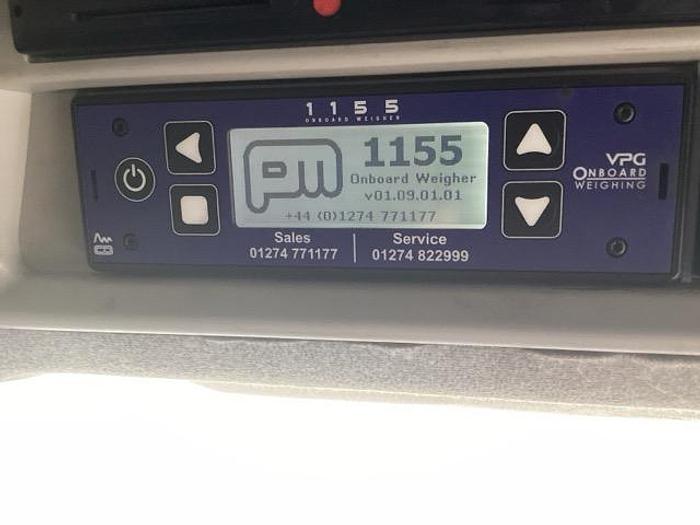 1155
ONBOARD WEIGHER
PM
1155
Onboard Weigher
v01.09.01.01
+44 (0)1274 771177
VPG
ONBOARD
WEIGHING
Sales
01274 771177
Service
01274 822999